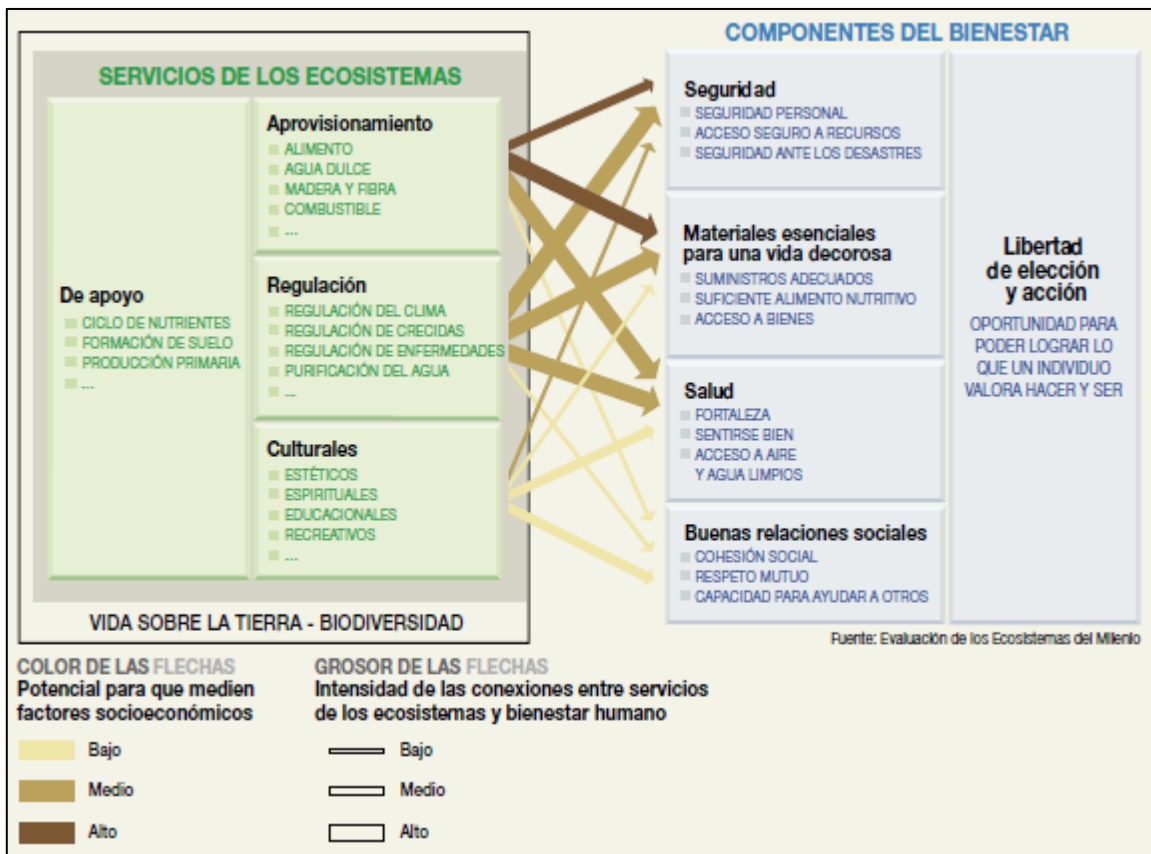 COMPONENTES DEL BIENESTAR
SERVICIOS DE LOS ECOSISTEMAS
De apoyo
CICLO DE NUTRIENTES
FORMACIÓN DE SUELO
PRODUCCIÓN PRIMARIA
...
Aprovisionamiento
ALIMENTO
AGUA DULCE
MADERA Y FIBRA
COMBUSTIBLE
...
Regulación
REGULACIÓN DEL CLIMA
REGULACIÓN DE CRECIDAS
REGULACIÓN DE ENFERMEDADES
PURIFICACIÓN DEL AGUA
...
Culturales
ESTÉTICOS
ESPIRITUALES
EDUCACIONALES
RECREATIVOS
...
VIDA SOBRE LA TIERRA - BIODIVERSIDAD
Seguridad
SEGURIDAD PERSONAL
ACCESO SEGURO A RECURSOS
SEGURIDAD ANTE LOS DESASTRES
Materiales esenciales
para una vida decorosa
SUMINISTROS ADECUADOS
SUFICIENTE ALIMENTO NUTRITIVO
ACCESO A BIENES
Salud
FORTALEZA
SENTIRSE BIEN
ACCESO A AIRE
Y AGUA LIMPIOS
Buenas relaciones sociales
COHESIÓN SOCIAL
RESPETO MUTUO
CAPACIDAD PARA AYUDAR A OTROS
Libertad
de elección
y acción
OPORTUNIDAD PARA
PODER LOGRAR LO
QUE UN INDIVIDUO
VALORA HACER Y SER
Fuente: Evaluación de los Ecosistemas del Milenio
COLOR DE LAS FLECHAS
Potencial para que medien
factores socioeconómicos
Bajo
Medio
Alto
GROSOR DE LAS FLECHAS
Intensidad de las conexiones entre servicios
de los ecosistemas y bienestar humano
Bajo
Medio
Alto